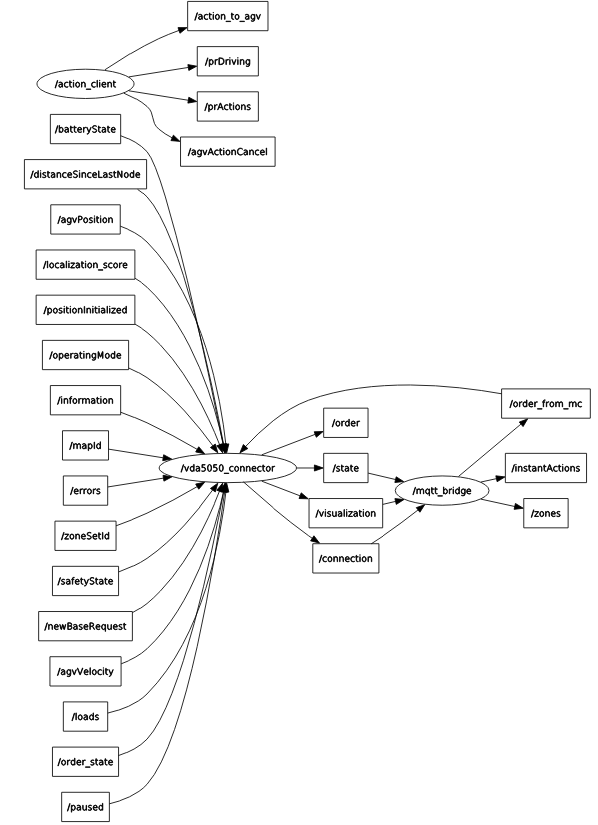 /action_to_agv
/prDriving
/action_client
/prActions
/batteryState
/agvActionCancel
/distanceSinceLastNode
/agvPosition
/localization_score
/positionInitialized
/operatingMode
/information
/order_from_mc
/order
/mapId
/vda5050_connector
/state
/instantActions
/errors
/mqtt_bridge
/visualization
/zones
/zoneSetId
/connection
/safetyState
/newBaseRequest
/agvVelocity
/loads
/order_state
/paused